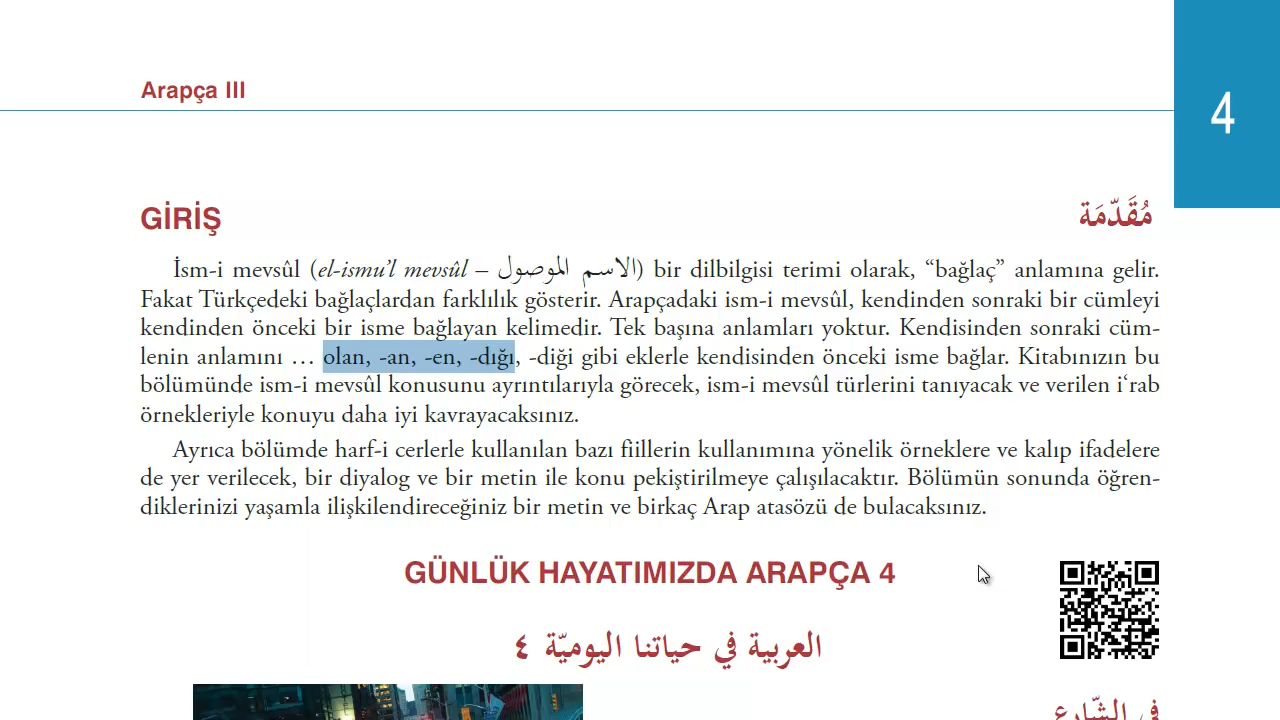 Arapça III
4
GİRİŞ
مُقَدّمَة
İsm-i mevsûl (el-ismu’l mevsûl – الاسم الموصول) bir dilbilgisi terimi olarak, “bağlaç” anlamına gelir.
Fakat Türkçedeki bağlaçlardan farklılık gösterir. Arapçadaki ism-i mevsûl, kendinden sonraki bir cümleyi
kendinden önceki bir isme bağlayan kelimedir. Tek başına anlamları yoktur. Kendisinden sonraki cüm-
lenin anlamını … olan, -an, -en, -dığı, -diği gibi eklerle kendisinden önceki isme bağlar. Kitabınızın bu
bölümünde ism-i mevsûl konusunu ayrıntılarıyla görecek, ism-i mevsûl türlerini tanıyacak ve verilen i‘rab
örnekleriyle konuyu daha iyi kavrayacaksınız.
Ayrıca bölümde harf-i cerlerle kullanılan bazı fiillerin kullanımına yönelik örneklere ve kalıp ifadelere
de yer verilecek, bir diyalog ve bir metin ile konu pekiştirilmeye çalışılacaktır. Bölümün sonunda öğren-
diklerinizi yaşamla ilişkilendireceğiniz bir metin ve birkaç Arap atasözü de bulacaksınız.
GÜNLÜK HAYATIMIZDA ARAPÇA 4
العربية في حياتنا اليوميّة ٤
في الشّارع